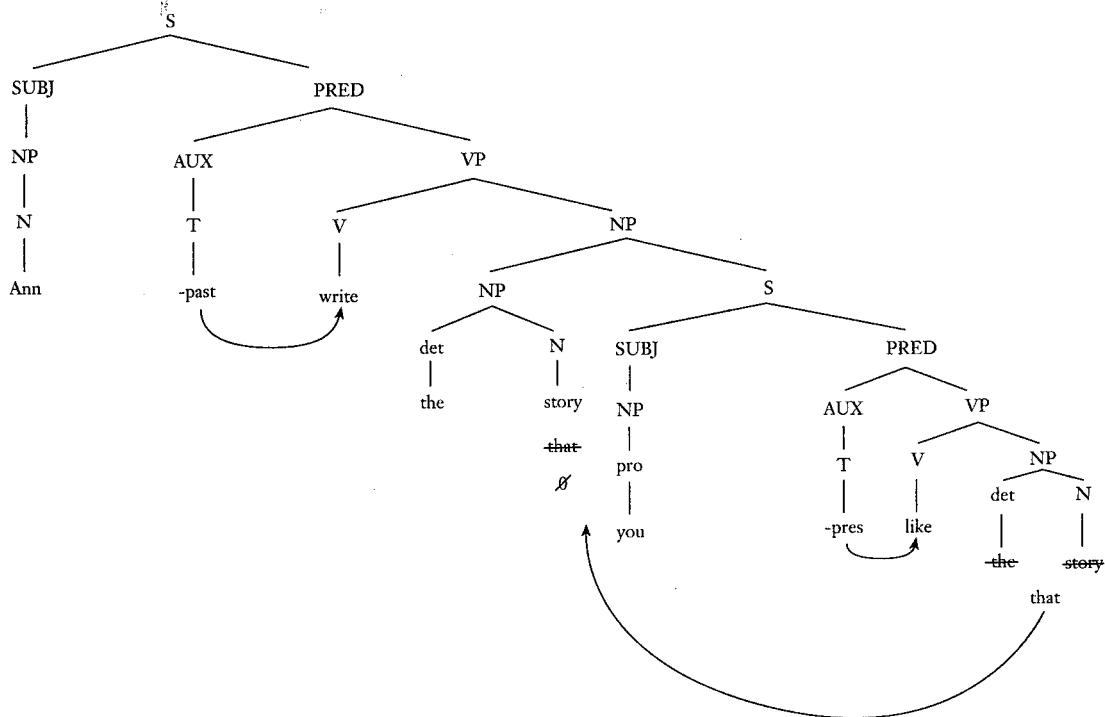 S
SUBJ PRED
NP AUX VP
N T V NP
Ann -past write NP S
det N SUBJ PRED
the story NP AUX VP
that pro T V NP
Ø det N
you -pres like
the story
that